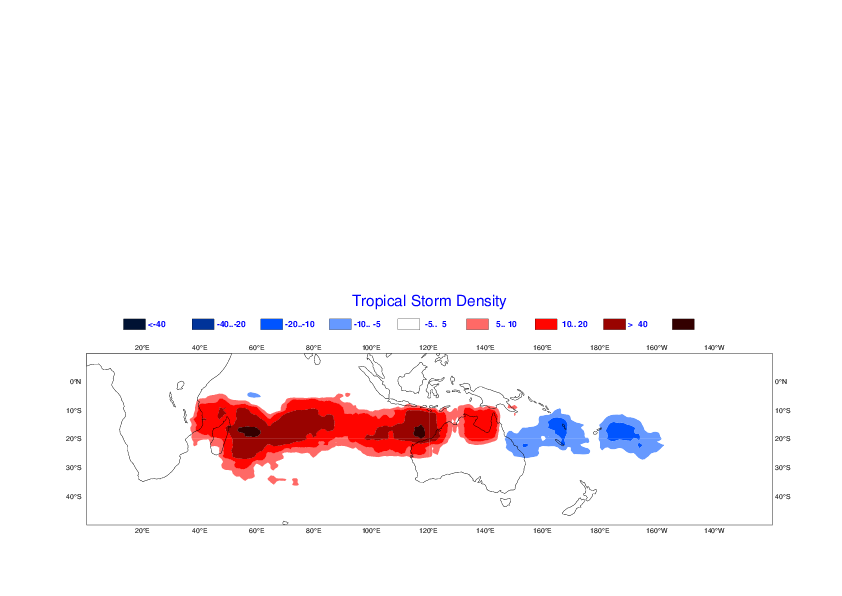 Tropical Storm Density
<-40 -40..-20 -20..-10 -10.. -5 -5.. 5 5.. 10 10.. 20 > 40
20°E 40°E 60°E 80°E 100°E 120°E 140°E 160°E 180°E 160°W 140°W
0°N 0°N
10°S 10°S
20°S 20°S
30°S 30°S
40°S 40°S
20°E 40°E 60°E 80°E 100°E 120°E 140°E 160°E 180°E 160°W 140°W